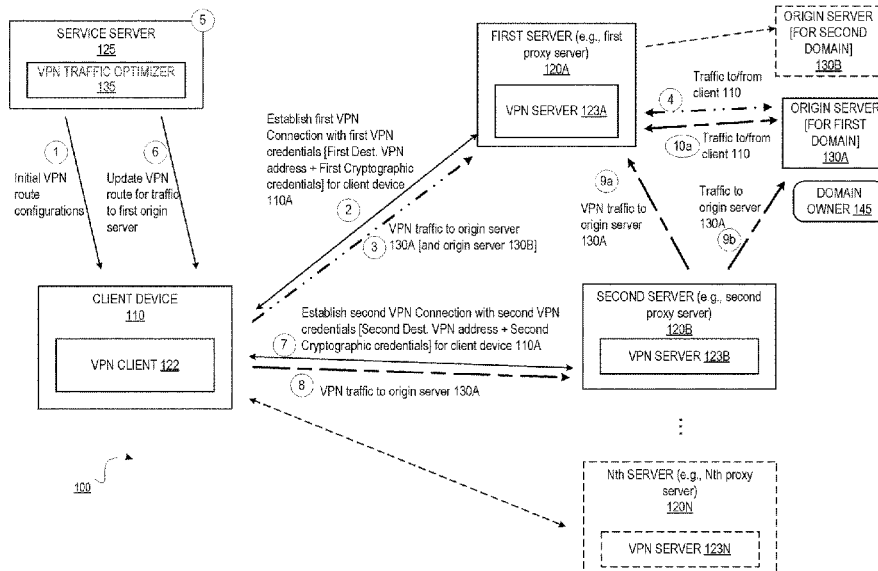 SERVICE SERVER
125
VPN TRAFFIC OPTIMIZER
135
5
1
Initial VPN
route
configurations
6
Update VPN
route for traffic
to first origin
server
Establish first VPN
Connection with first VPN
credentials [First Dest. VPN
address + First Cryptographic
credentials] for client device
110A
2
3
VPN traffic to origin server
130A [and origin server 130B]
FIRST SERVER (e.g., first
proxy server)
120A
VPN SERVER 123A
ORIGIN SERVER
[FOR SECOND
DOMAIN]
130B
4
Traffic to/from
client 110
10a
Traffic to/from
client 110
ORIGIN SERVER
[FOR FIRST
DOMAIN]
130A
DOMAIN
OWNER 145
9a
VPN traffic to
origin server
130A
Traffic to
origin server
130A
9b
CLIENT DEVICE
110
VPN CLIENT 122
Establish second VPN Connection with second VPN
credentials [Second Dest. VPN address + Second
Cryptographic credentials] for client device 110A
7
8
VPN traffic to origin server 130A
SECOND SERVER (e.g., second
proxy server)
120B
VPN SERVER 123B
...
Nth SERVER (e.g., Nth proxy
server)
120N
VPN SERVER 123N
100